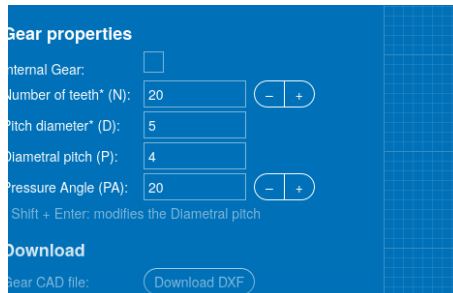 Gear properties
Internal Gear:
Number of teeth* (N): 20 – +
Pitch diameter* (D): 5
Diametral pitch (P): 4
Pressure Angle (PA): 20 – +
Shift + Enter: modifies the Diametral pitch
Download
Gear CAD file: Download DXF